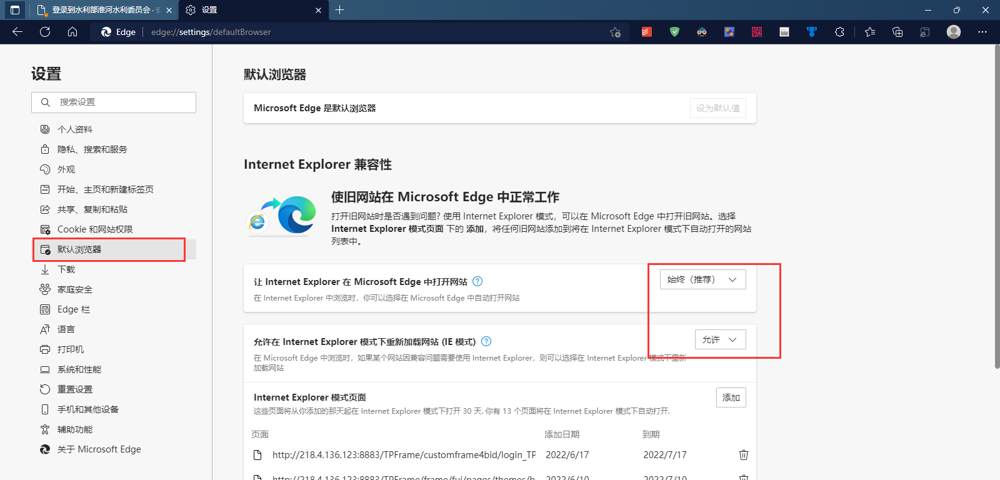 登录到水利部淮河水利委员会 ·
设置
Edge
edge://settings/defaultBrowser
设置
搜索设置
个人资料
隐私、搜索和服务
外观
开始、主页和新建标签页
共享、复制和粘贴
Cookie 和网站权限
默认浏览器
下载
家庭安全
Edge 栏
语言
打印机
系统和性能
重置设置
手机和其他设备
辅助功能
关于 Microsoft Edge
默认浏览器
Microsoft Edge 是默认浏览器
设为默认值
Internet Explorer 兼容性
使旧网站在 Microsoft Edge 中正常工作
打开旧网站时是否遇到问题? 使用 Internet Explorer 模式，可以在 Microsoft Edge 中打开旧网站。选择
Internet Explorer 模式页面 下的 添加，将任何旧网站添加到将在 Internet Explorer 模式下自动打开的网站
列表中。
让 Internet Explorer 在 Microsoft Edge 中打开网站
始终（推荐）
在 Internet Explorer 中浏览时，你可以选择在 Microsoft Edge 中自动打开网站
允许在 Internet Explorer 模式下重新加载网站 (IE 模式)
允许
在 Microsoft Edge 中浏览时，如果某个网站因兼容问题需要使用 Internet Explorer，则可以选择在 Internet Explorer 模式下重新
加载网站
Internet Explorer 模式页面
添加
这些页面将从你添加的那天起在 Internet Explorer 模式下打开 30 天. 你有 13 个页面将在 Internet Explorer 模式下自动打开.
页面 添加日期 到期
http://218.4.136.123:8883/TPFrame/customframe4bid/login_TP 2022/6/17 2022/7/17
http://218.4.136.123:8883/TPFrame/frame/fui/pages/themes/b 2022/6/10 2022/7/10